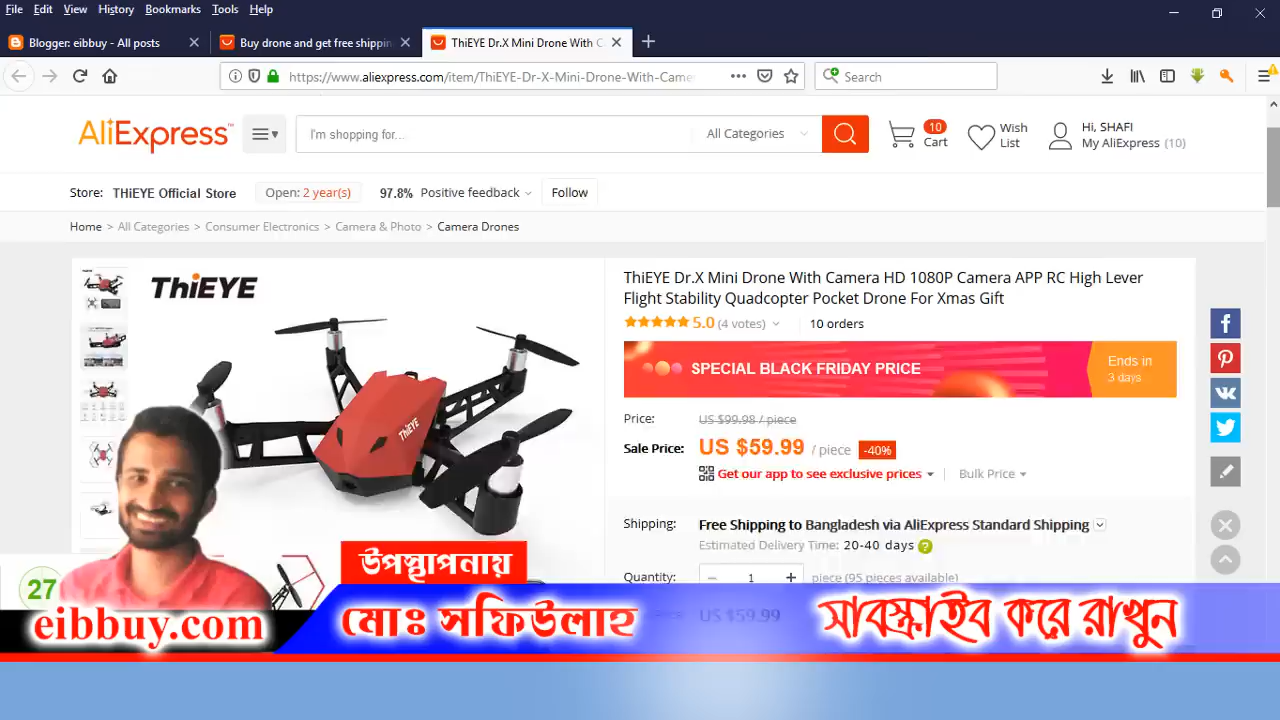 File Edit View History Bookmarks Tools Help
Blogger: eibbuy - All posts
Buy drone and get free shippin
ThiEYE Dr.X Mini Drone With C
https://www.aliexpress.com/item/ThiEYE-Dr-X-Mini-Drone-With-Came
Search
AliExpress
I'm shopping for...
All Categories
10
Cart
Wish
List
Hi, SHAFI
My AliExpress (10)
Store: THiEYE Official Store
Open: 2 year(s)
97.8% Positive feedback
Follow
Home > All Categories > Consumer Electronics > Camera & Photo > Camera Drones
ThiEYE
ThiEYE
ThiEYE Dr.X Mini Drone With Camera HD 1080P Camera APP RC High Lever
Flight Stability Quadcopter Pocket Drone For Xmas Gift
5.0 (4 votes)
10 orders
SPECIAL BLACK FRIDAY PRICE
Ends in
3 days
Price: US $99.98 / piece
Sale Price: US $59.99 / piece -40%
Get our app to see exclusive prices
Bulk Price
Shipping: Free Shipping to Bangladesh via AliExpress Standard Shipping
Estimated Delivery Time: 20-40 days
Quantity: 1 piece (95 pieces available)
US $59.99
27
eibbuy.com
উপস্থাপনায়
মোঃ সফিউলাহ
সাবস্ক্রাইব করে রাখুন